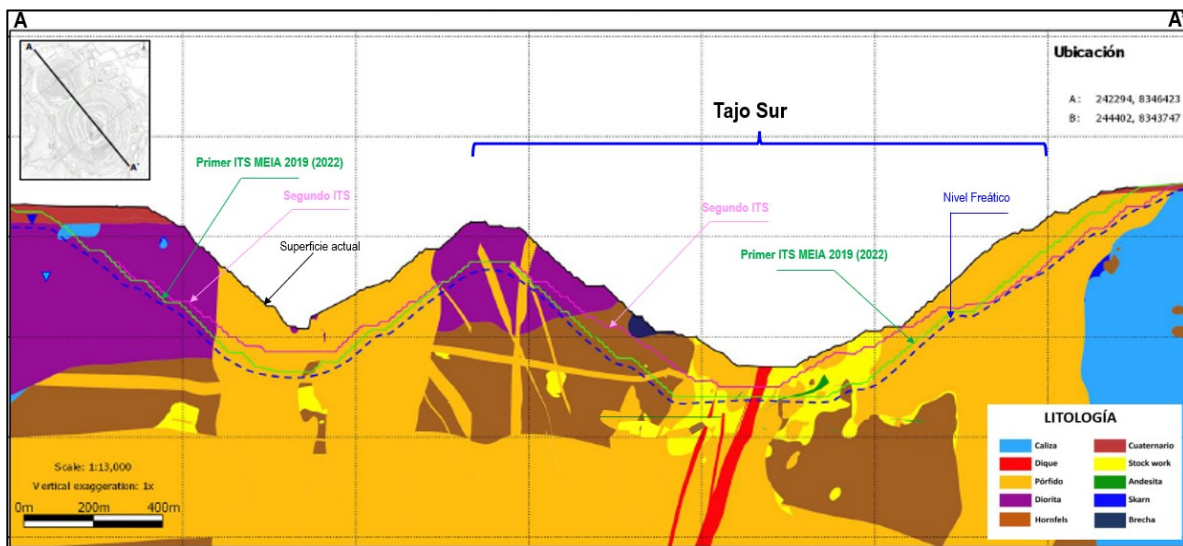 A
A'
Ubicación
A: 242294, 8346423
B: 244402, 8343747
A
A'
Tajo Sur
Primer ITS MEIA 2019 (2022)
Segundo ITS
Superficie actual
Segundo ITS
Nivel Freático
Primer ITS MEIA 2019 (2022)
LITOLOGÍA
Caliza
Cuaternario
Dique
Stock work
Pórfido
Andesita
Diorita
Skarn
Hornfels
Brecha
Scale: 1:13,000
Vertical exaggeration: 1x
0m 200m 400m